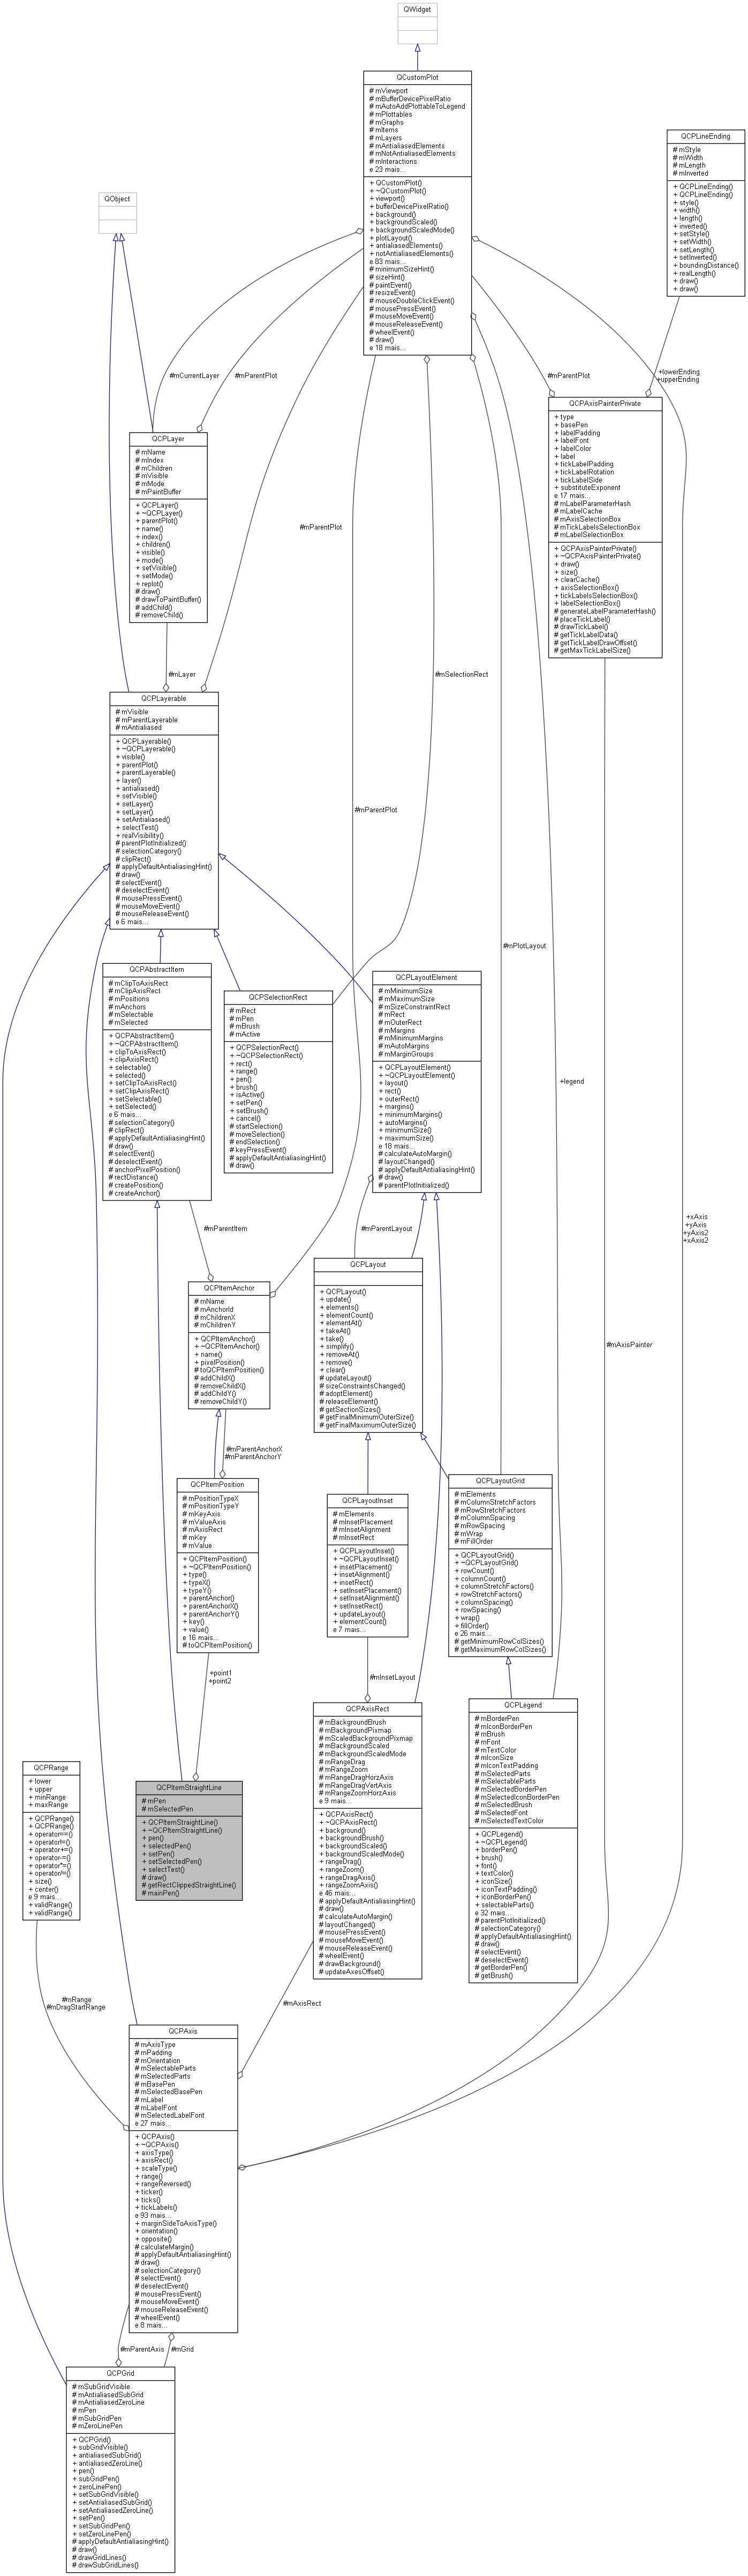 QWidget
QCustomPlot
# mViewport
# mBufferDevicePixelRatio
# mAutoAddPlottableToLegend
# mPlottables
# mGraphs
# mItems
# mLayers
# mAntialiasedElements
# mNotAntialiasedElements
# mInteractions
e 23 mais...
+ QCustomPlot()
+ ~QCustomPlot()
+ viewport()
+ bufferDevicePixelRatio()
+ background()
+ backgroundScaled()
+ backgroundScaledMode()
+ plotLayout()
+ antialiasedElements()
+ notAntialiasedElements()
e 83 mais...
# minimumSizeHint()
# sizeHint()
# paintEvent()
# resizeEvent()
# mouseDoubleClickEvent()
# mousePressEvent()
# mouseMoveEvent()
# mouseReleaseEvent()
# wheelEvent()
# draw()
e 18 mais...
QCPLineEnding
# mStyle
# mWidth
# mLength
# mInverted
+ QCPLineEnding()
+ QCPLineEnding()
+ style()
+ width()
+ length()
+ inverted()
+ setStyle()
+ setWidth()
+ setLength()
+ setInverted()
+ boundingDistance()
+ realLength()
+ draw()
+ draw()
QObject
#mCurrentLayer
#mParentPlot
#mParentPlot
+lowerEnding
+upperEnding
QCPAxisPainterPrivate
+ type
+ basePen
+ labelPadding
+ labelFont
+ labelColor
+ label
+ tickLabelPadding
+ tickLabelRotation
+ tickLabelSide
+ substituteExponent
e 17 mais...
# mLabelParameterHash
# mLabelCache
# mAxisSelectionBox
# mTickLabelsSelectionBox
# mLabelSelectionBox
+ QCPAxisPainterPrivate()
+ ~QCPAxisPainterPrivate()
+ draw()
+ size()
+ clearCache()
+ axisSelectionBox()
+ tickLabelsSelectionBox()
+ labelSelectionBox()
# generateLabelParameterHash()
# placeTickLabel()
# drawTickLabel()
# getTickLabelData()
# getTickLabelDrawOffset()
# getMaxTickLabelSize()
QCPLayer
# mName
# mIndex
# mChildren
# mVisible
# mMode
# mPaintBuffer
+ QCPLayer()
+ ~QCPLayer()
+ parentPlot()
+ name()
+ index()
+ children()
+ visible()
+ mode()
+ setVisible()
+ setMode()
+ replot()
# draw()
# drawToPaintBuffer()
# addChild()
# removeChild()
#mParentPlot
#mLayer
#mSelectionRect
QCPLayerable
# mVisible
# mParentLayerable
# mAntialiased
+ QCPLayerable()
+ ~QCPLayerable()
+ visible()
+ parentPlot()
+ parentLayerable()
+ layer()
+ antialiased()
+ setVisible()
+ setLayer()
+ setLayer()
+ setAntialiased()
+ selectTest()
+ realVisibility()
# parentPlotInitialized()
# selectionCategory()
# clipRect()
# applyDefaultAntialiasingHint()
# draw()
# selectEvent()
# deselectEvent()
# mousePressEvent()
# mouseMoveEvent()
# mouseReleaseEvent()
e 6 mais...
#mParentPlot
#mPlotLayout
QCPAbstractItem
# mClipToAxisRect
# mClipAxisRect
# mPositions
# mAnchors
# mSelectable
# mSelected
+ QCPAbstractItem()
+ ~QCPAbstractItem()
+ clipToAxisRect()
+ clipAxisRect()
+ selectable()
+ selected()
+ setClipToAxisRect()
+ setClipAxisRect()
+ setSelectable()
+ setSelected()
e 6 mais...
# selectionCategory()
# clipRect()
# applyDefaultAntialiasingHint()
# draw()
# selectEvent()
# deselectEvent()
# anchorPixelPosition()
# rectDistance()
# createPosition()
# createAnchor()
QCPSelectionRect
# mRect
# mPen
# mBrush
# mActive
+ QCPSelectionRect()
+ ~QCPSelectionRect()
+ rect()
+ range()
+ pen()
+ brush()
+ isActive()
+ setPen()
+ setBrush()
+ cancel()
# startSelection()
# moveSelection()
# endSelection()
# keyPressEvent()
# applyDefaultAntialiasingHint()
# draw()
QCPLayoutElement
# mMinimumSize
# mMaximumSize
# mSizeConstraintRect
# mRect
# mOuterRect
# mMargins
# mMinimumMargins
# mAutoMargins
# mMarginGroups
+ QCPLayoutElement()
+ ~QCPLayoutElement()
+ layout()
+ rect()
+ outerRect()
+ margins()
+ minimumMargins()
+ autoMargins()
+ minimumSize()
+ maximumSize()
e 18 mais...
# calculateAutoMargin()
# layoutChanged()
# applyDefaultAntialiasingHint()
# draw()
# parentPlotInitialized()
+legend
#mParentItem
#mParentLayout
+xAxis
+yAxis
+yAxis2
+xAxis2
QCPItemAnchor
# mName
# mAnchorId
# mChildrenX
# mChildrenY
+ QCPItemAnchor()
+ ~QCPItemAnchor()
+ name()
+ pixelPosition()
# toQCPItemPosition()
# addChildX()
# removeChildX()
# addChildY()
# removeChildY()
QCPLayout
+ QCPLayout()
+ update()
+ elements()
+ elementCount()
+ elementAt()
+ takeAt()
+ take()
+ simplify()
+ removeAt()
+ remove()
+ clear()
# updateLayout()
# sizeConstraintsChanged()
# adoptElement()
# releaseElement()
# getSectionSizes()
# getFinalMinimumOuterSize()
# getFinalMaximumOuterSize()
#mAxisPainter
#mParentAnchorX
#mParentAnchorY
QCPItemPosition
# mPositionTypeX
# mPositionTypeY
# mKeyAxis
# mValueAxis
# mAxisRect
# mKey
# mValue
+ QCPItemPosition()
+ ~QCPItemPosition()
+ type()
+ typeX()
+ typeY()
+ parentAnchor()
+ parentAnchorX()
+ parentAnchorY()
+ key()
+ value()
e 16 mais...
# toQCPItemPosition()
QCPLayoutInset
# mElements
# mInsetPlacement
# mInsetAlignment
# mInsetRect
+ QCPLayoutInset()
+ ~QCPLayoutInset()
+ insetPlacement()
+ insetAlignment()
+ insetRect()
+ setInsetPlacement()
+ setInsetAlignment()
+ setInsetRect()
+ updateLayout()
+ elementCount()
e 7 mais...
QCPLayoutGrid
# mElements
# mColumnStretchFactors
# mRowStretchFactors
# mColumnSpacing
# mRowSpacing
# mWrap
# mFillOrder
+ QCPLayoutGrid()
+ ~QCPLayoutGrid()
+ rowCount()
+ columnCount()
+ columnStretchFactors()
+ rowStretchFactors()
+ columnSpacing()
+ rowSpacing()
+ wrap()
+ fillOrder()
e 26 mais...
# getMinimumRowColSizes()
# getMaximumRowColSizes()
+point1
+point2
#mInsetLayout
QCPRange
+ lower
+ upper
+ minRange
+ maxRange
+ QCPRange()
+ QCPRange()
+ operator==()
+ operator!=()
+ operator+=()
+ operator-=()
+ operator*=()
+ operator/=()
+ size()
+ center()
e 9 mais...
+ validRange()
+ validRange()
QCPItemStraightLine
# mPen
# mSelectedPen
+ QCPItemStraightLine()
+ ~QCPItemStraightLine()
+ pen()
+ selectedPen()
+ setPen()
+ setSelectedPen()
+ selectTest()
# draw()
# getRectClippedStraightLine()
# mainPen()
QCPAxisRect
# mBackgroundBrush
# mBackgroundPixmap
# mScaledBackgroundPixmap
# mBackgroundScaled
# mBackgroundScaledMode
# mRangeDrag
# mRangeZoom
# mRangeDragHorzAxis
# mRangeDragVertAxis
# mRangeZoomHorzAxis
e 9 mais...
+ QCPAxisRect()
+ ~QCPAxisRect()
+ background()
+ backgroundBrush()
+ backgroundScaled()
+ backgroundScaledMode()
+ rangeDrag()
+ rangeZoom()
+ rangeDragAxis()
+ rangeZoomAxis()
e 46 mais...
# applyDefaultAntialiasingHint()
# draw()
# calculateAutoMargin()
# layoutChanged()
# mousePressEvent()
# mouseMoveEvent()
# mouseReleaseEvent()
# wheelEvent()
# drawBackground()
# updateAxesOffset()
QCPLegend
# mBorderPen
# mIconBorderPen
# mBrush
# mFont
# mTextColor
# mIconSize
# mIconTextPadding
# mSelectedParts
# mSelectableParts
# mSelectedBorderPen
# mSelectedIconBorderPen
# mSelectedBrush
# mSelectedFont
# mSelectedTextColor
+ QCPLegend()
+ ~QCPLegend()
+ borderPen()
+ brush()
+ font()
+ textColor()
+ iconSize()
+ iconTextPadding()
+ iconBorderPen()
+ selectableParts()
e 32 mais...
# parentPlotInitialized()
# selectionCategory()
# applyDefaultAntialiasingHint()
# draw()
# selectEvent()
# deselectEvent()
# getBorderPen()
# getBrush()
#mRange
#mDragStartRange
#mAxisRect
QCPAxis
# mAxisType
# mPadding
# mOrientation
# mSelectableParts
# mSelectedParts
# mBasePen
# mSelectedBasePen
# mLabel
# mLabelFont
# mSelectedLabelFont
e 27 mais...
+ QCPAxis()
+ ~QCPAxis()
+ axisType()
+ axisRect()
+ scaleType()
+ range()
+ rangeReversed()
+ ticker()
+ ticks()
+ tickLabels()
e 93 mais...
+ marginSideToAxisType()
+ orientation()
+ opposite()
# calculateMargin()
# applyDefaultAntialiasingHint()
# draw()
# selectionCategory()
# selectEvent()
# deselectEvent()
# mousePressEvent()
# mouseMoveEvent()
# mouseReleaseEvent()
# wheelEvent()
e 8 mais...
#mParentAxis
#mGrid
QCPGrid
# mSubGridVisible
# mAntialiasedSubGrid
# mAntialiasedZeroLine
# mPen
# mSubGridPen
# mZeroLinePen
+ QCPGrid()
+ subGridVisible()
+ antialiasedSubGrid()
+ antialiasedZeroLine()
+ pen()
+ subGridPen()
+ zeroLinePen()
+ setSubGridVisible()
+ setAntialiasedSubGrid()
+ setAntialiasedZeroLine()
+ setPen()
+ setSubGridPen()
+ setZeroLinePen()
# applyDefaultAntialiasingHint()
# draw()
# drawGridLines()
# drawSubGridLines()